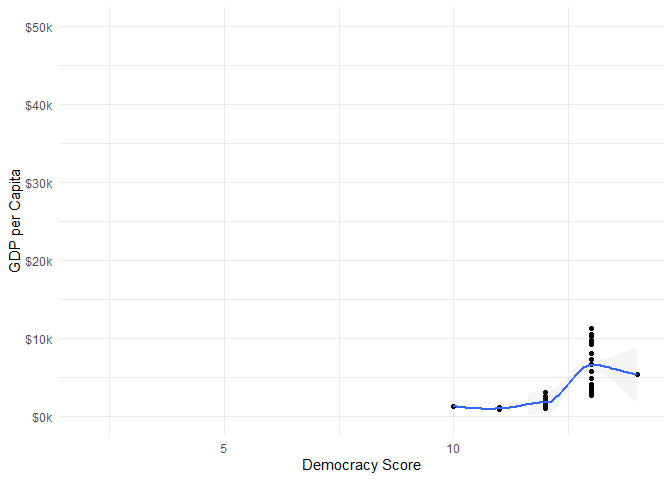 $50k
$40k
$30k
$20k
$10k
$0k
GDP per Capita
5
10
Democracy Score